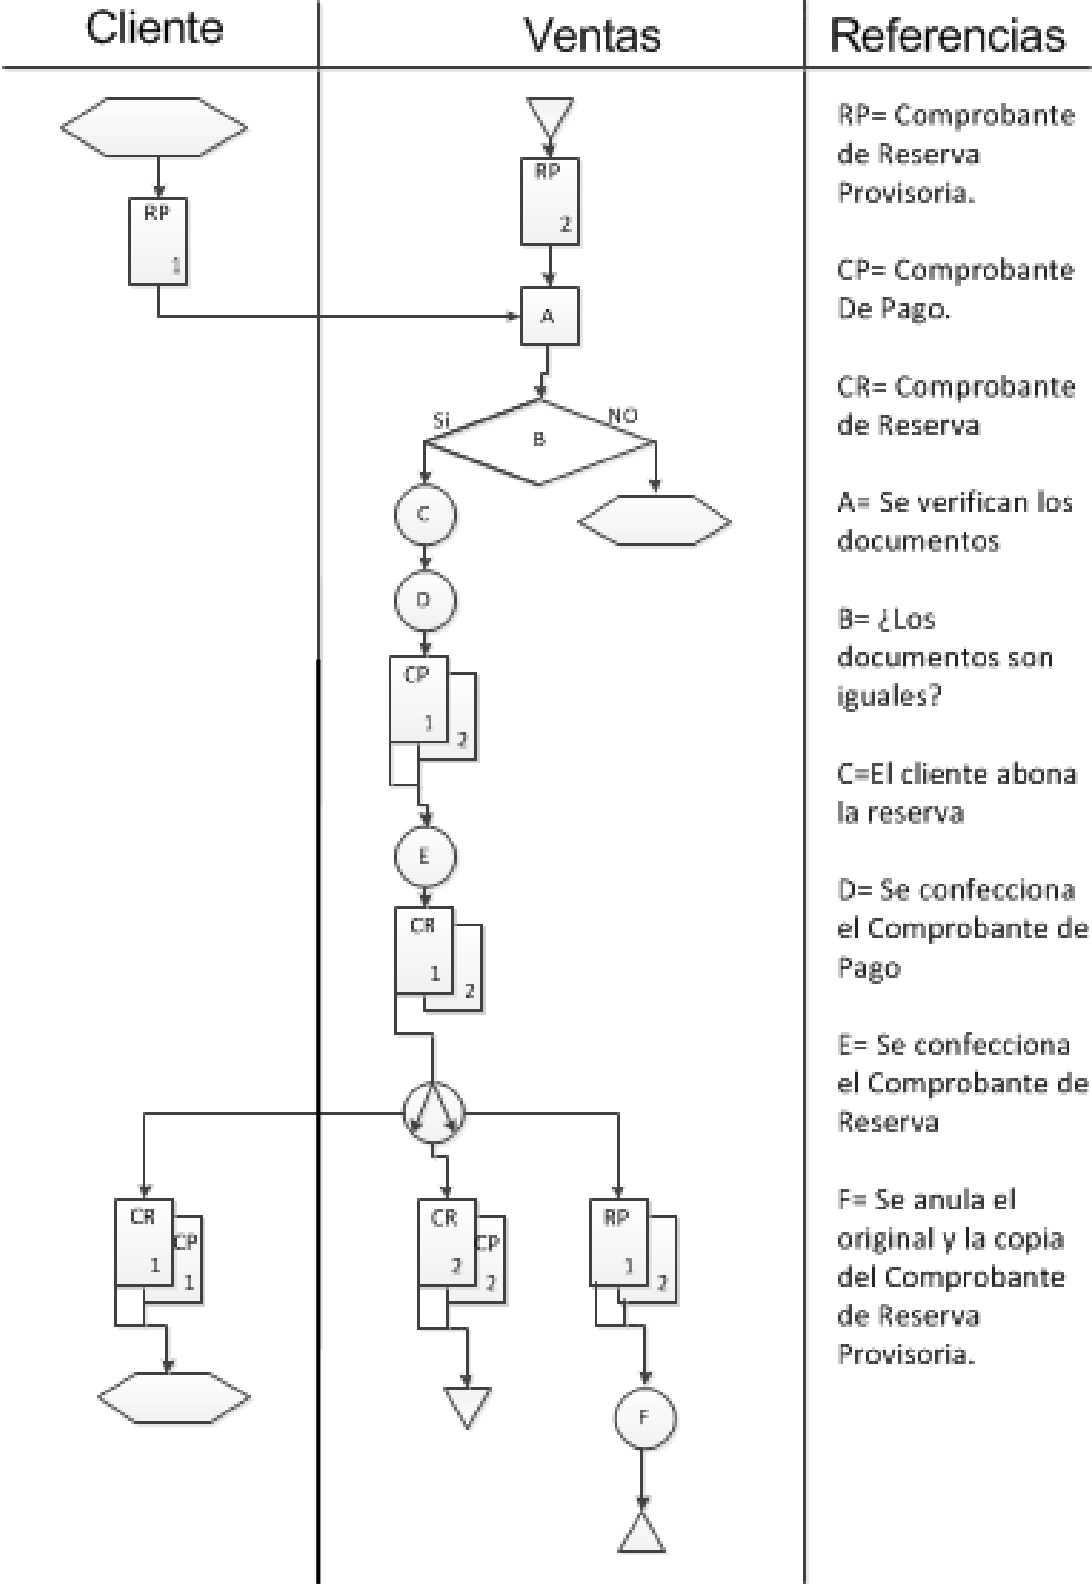 Cliente
Ventas
Referencias
RP
1
RP
2
A
Si
NO
B
C
D
CP
1
2
E
CR
1
2
CR
CP
1
1
CR
CP
2
2
RP
1
2
F
RP= Comprobante
de Reserva
Provisoria.
CP= Comprobante
De Pago.
CR= Comprobante
de Reserva
A= Se verifican los
documentos
B= ¿Los
documentos son
iguales?
C=El cliente abona
la reserva
D= Se confecciona
el Comprobante de
Pago
E= Se confecciona
el Comprobante de
Reserva
F= Se anula el
original y la copia
del Comprobante
de Reserva
Provisoria.